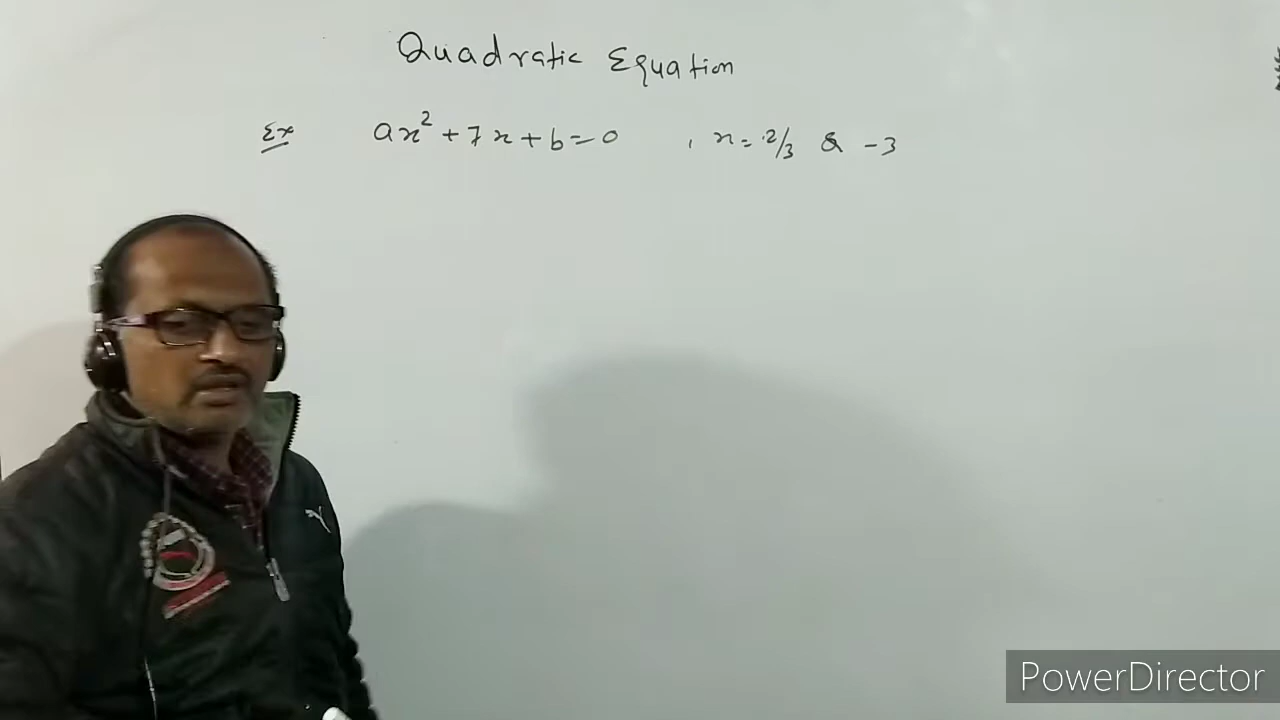 Quadratic Equation
Ex ax² + 7x + b = 0 , x = 2/3 & -3
PowerDirector